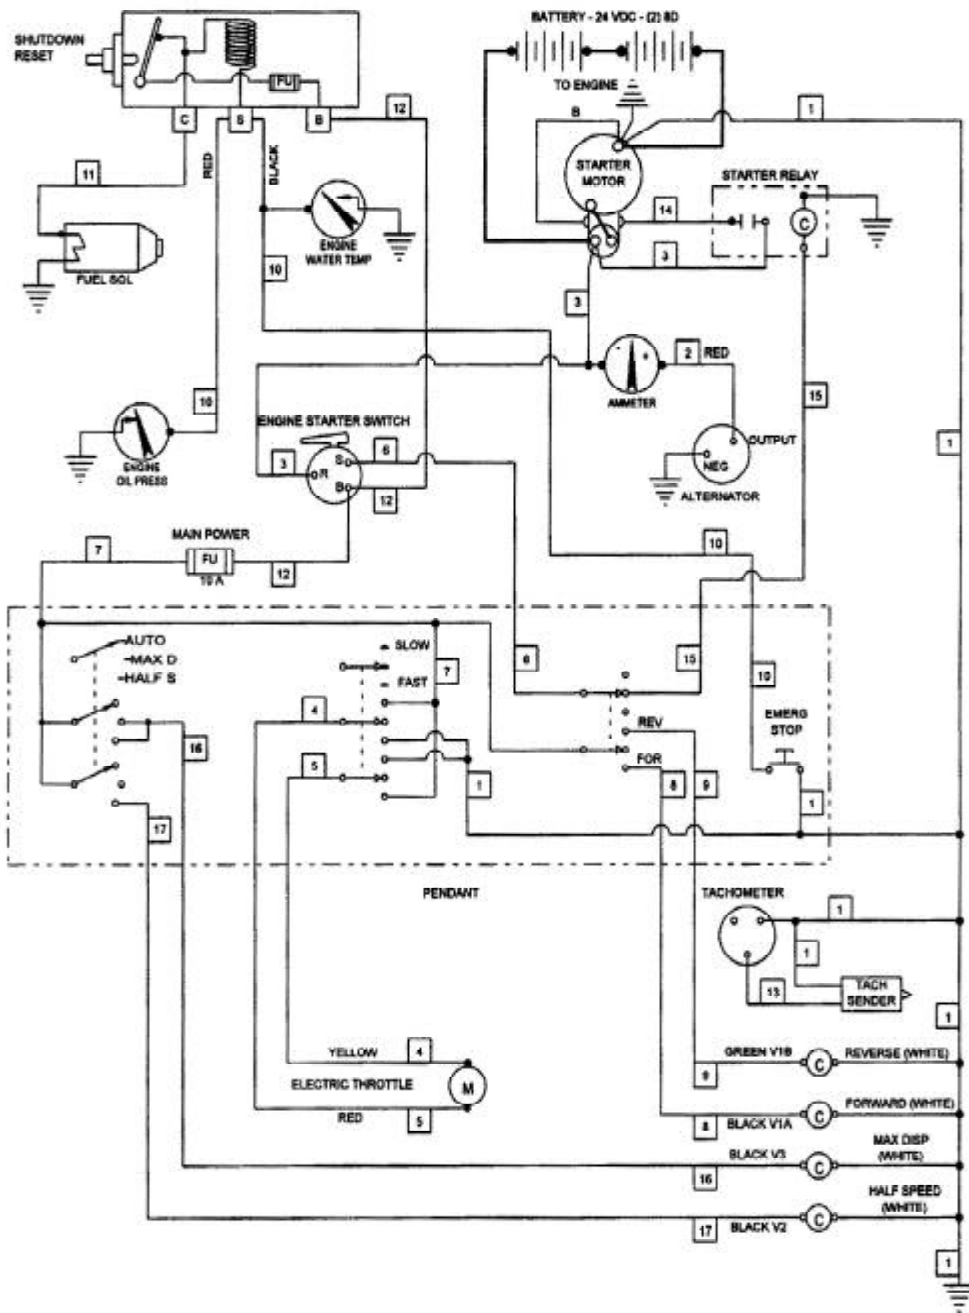 BATTERY - 24 VDC - (2) 8D
SHUTDOWN
RESET
FU
C
S
B
12
TO ENGINE
B
1
STARTER
MOTOR
STARTER RELAY
14
C
3
11
RED
BLACK
ENGINE
WATER TEMP
FUEL SOL
10
3
- +
2
RED
AMMETER
15
10
ENGINE STARTER SWITCH
ENGINE
OIL PRESS
3
R
S
B
6
12
OUTPUT
NEG
ALTERNATOR
1
MAIN POWER
7
FU
10 A
12
10
AUTO
MAX D
HALF S
SLOW
FAST
7
6
15
10
4
REV
EMERG
STOP
16
5
FOR
1
8
9
1
17
PENDANT
TACHOMETER
1
1
13
TACH
SENDER
1
YELLOW
4
GREEN V1B
C
REVERSE (WHITE)
9
ELECTRIC THROTTLE
M
RED
5
FORWARD (WHITE)
C
8
BLACK V1A
MAX DISP
(WHITE)
BLACK V3
C
16
HALF SPEED
(WHITE)
17
BLACK V2
C
1